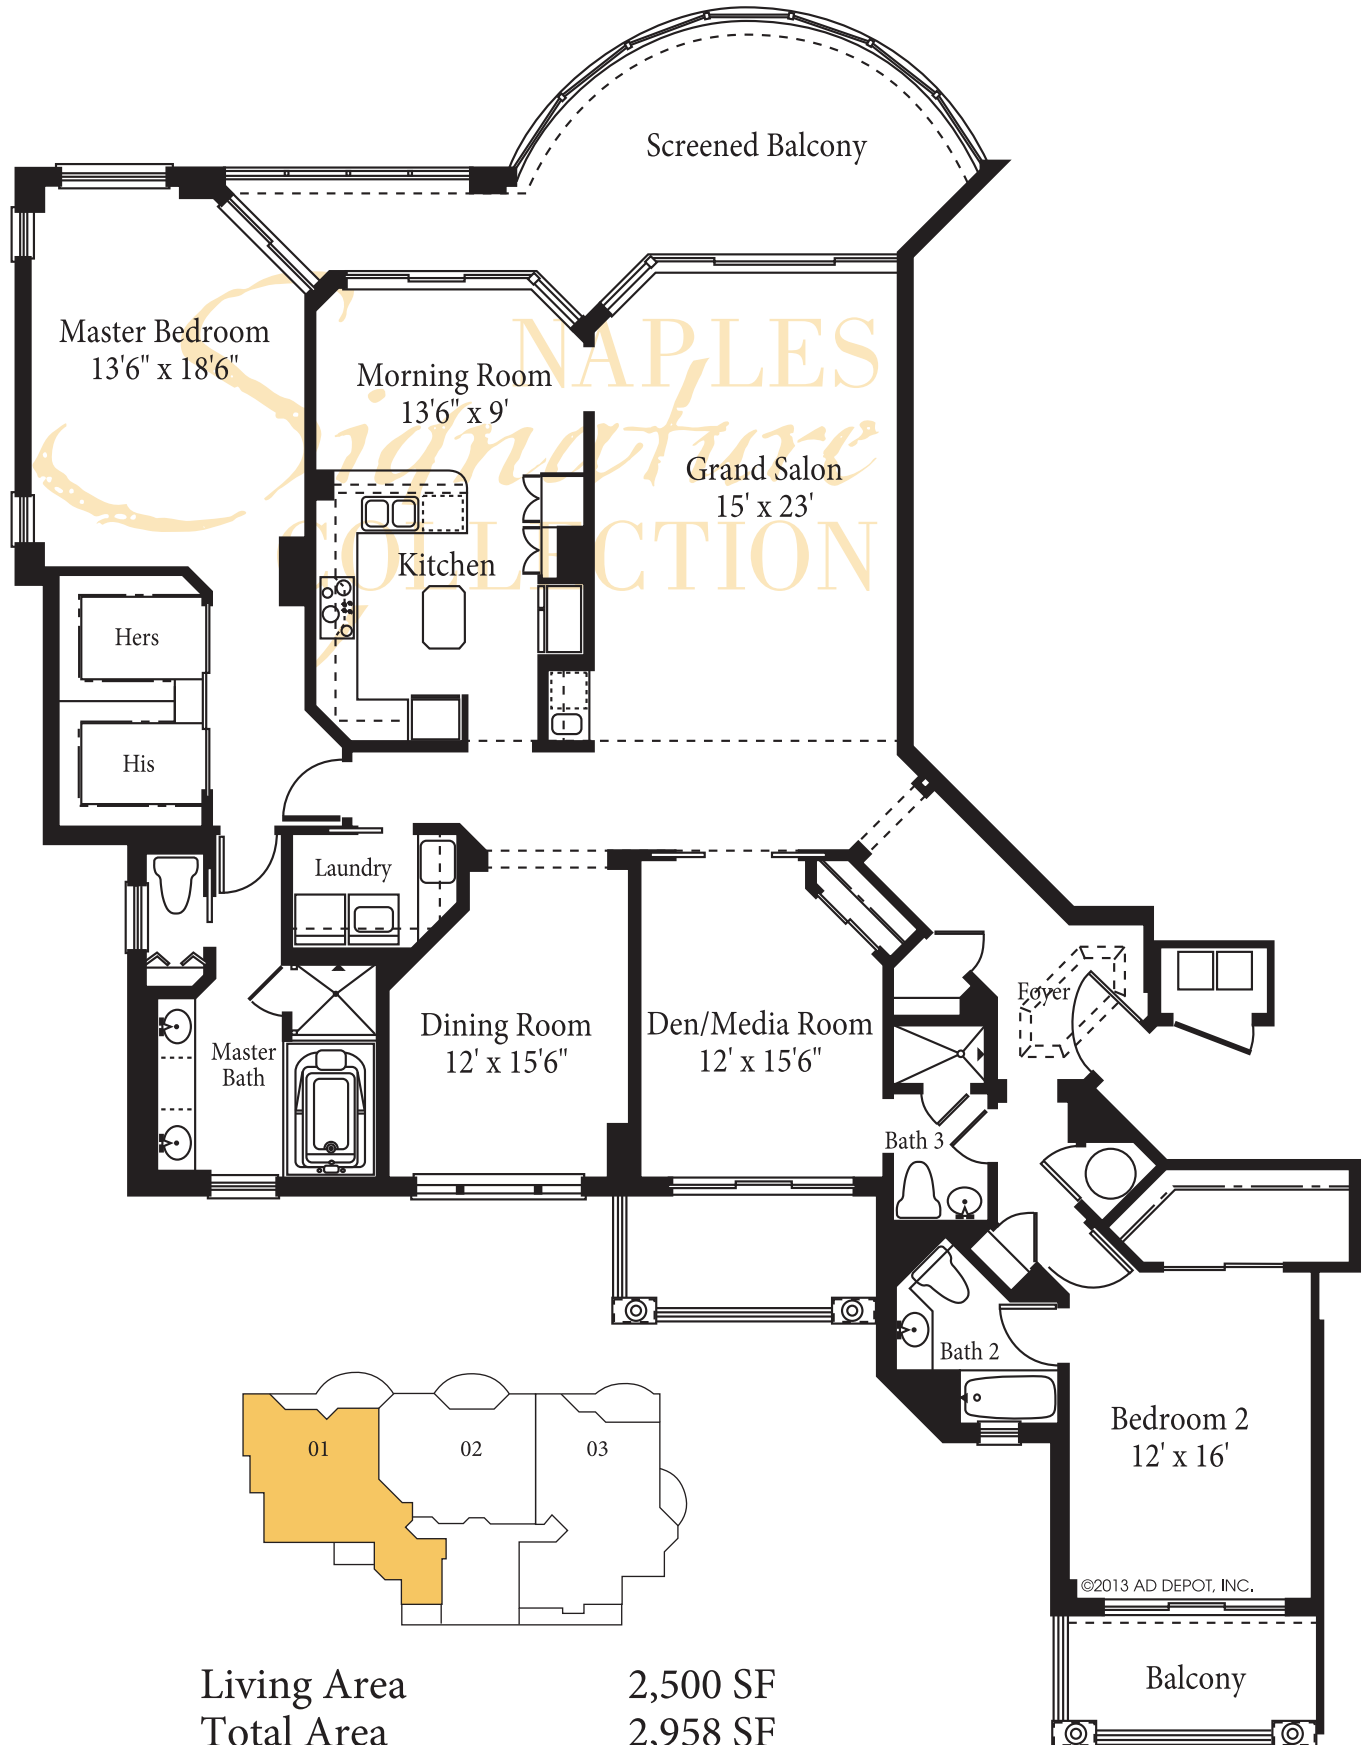 Screened Balcony
Master Bedroom
13'6" x 18'6"
NAPLES
Signature
COLLECTION
Morning Room
13'6" x 9'
Grand Salon
15' x 23'
Kitchen
Hers
His
Laundry
Foyer
Dining Room
12' x 15'6"
Den/Media Room
12' x 15'6"
Master
Bath
Bath 3
Bath 2
Bedroom 2
12' x 16'
01
02
03
©2013 AD DEPOT, INC.
Balcony
Living Area 2,500 SF
Total Area 2,958 SF